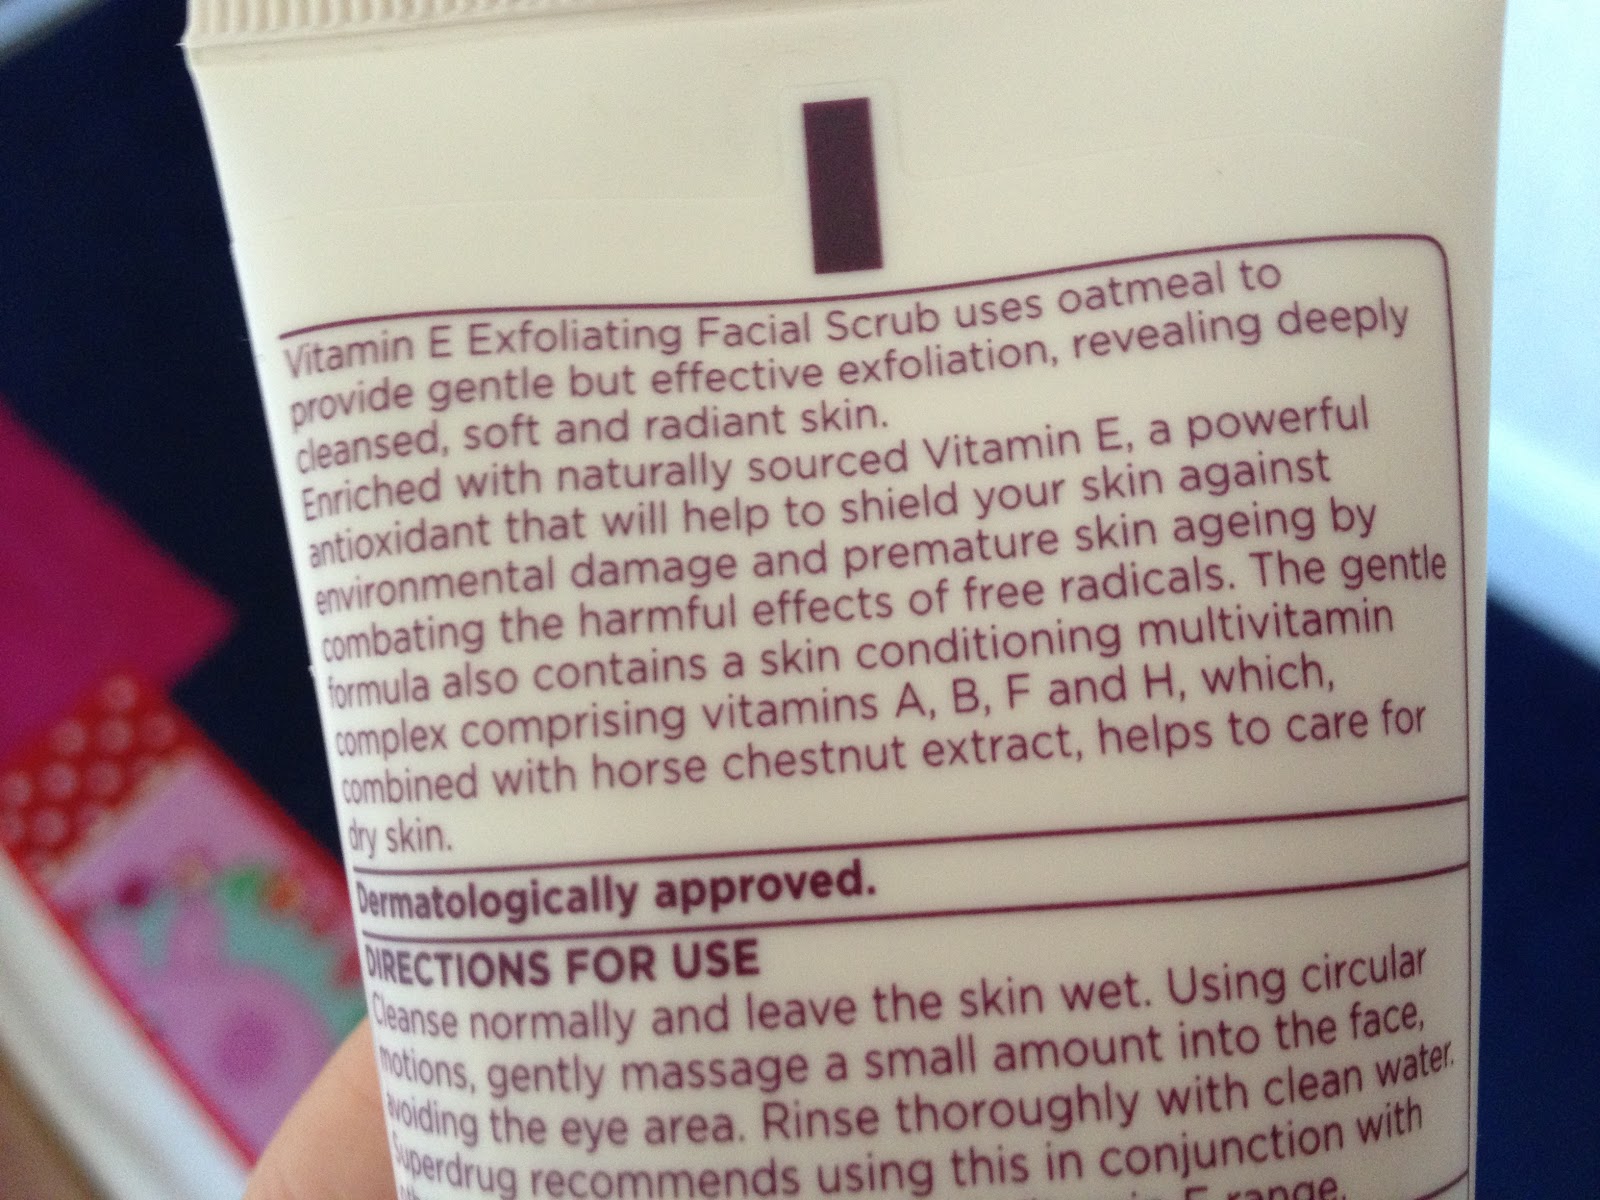 Vitamin E Exfoliating Facial Scrub uses oatmeal to
provide gentle but effective exfoliation, revealing deeply
cleansed, soft and radiant skin.
Enriched with naturally sourced Vitamin E, a powerful
antioxidant that will help to shield your skin against
environmental damage and premature skin ageing by
combating the harmful effects of free radicals. The gentle
formula also contains a skin conditioning multivitamin
complex comprising vitamins A, B, F and H, which,
combined with horse chestnut extract, helps to care for
dry skin.
Dermatologically approved.
DIRECTIONS FOR USE
Cleanse normally and leave the skin wet. Using circular
motions, gently massage a small amount into the face,
avoiding the eye area. Rinse thoroughly with clean water.
Superdrug recommends using this in conjunction with
E range.